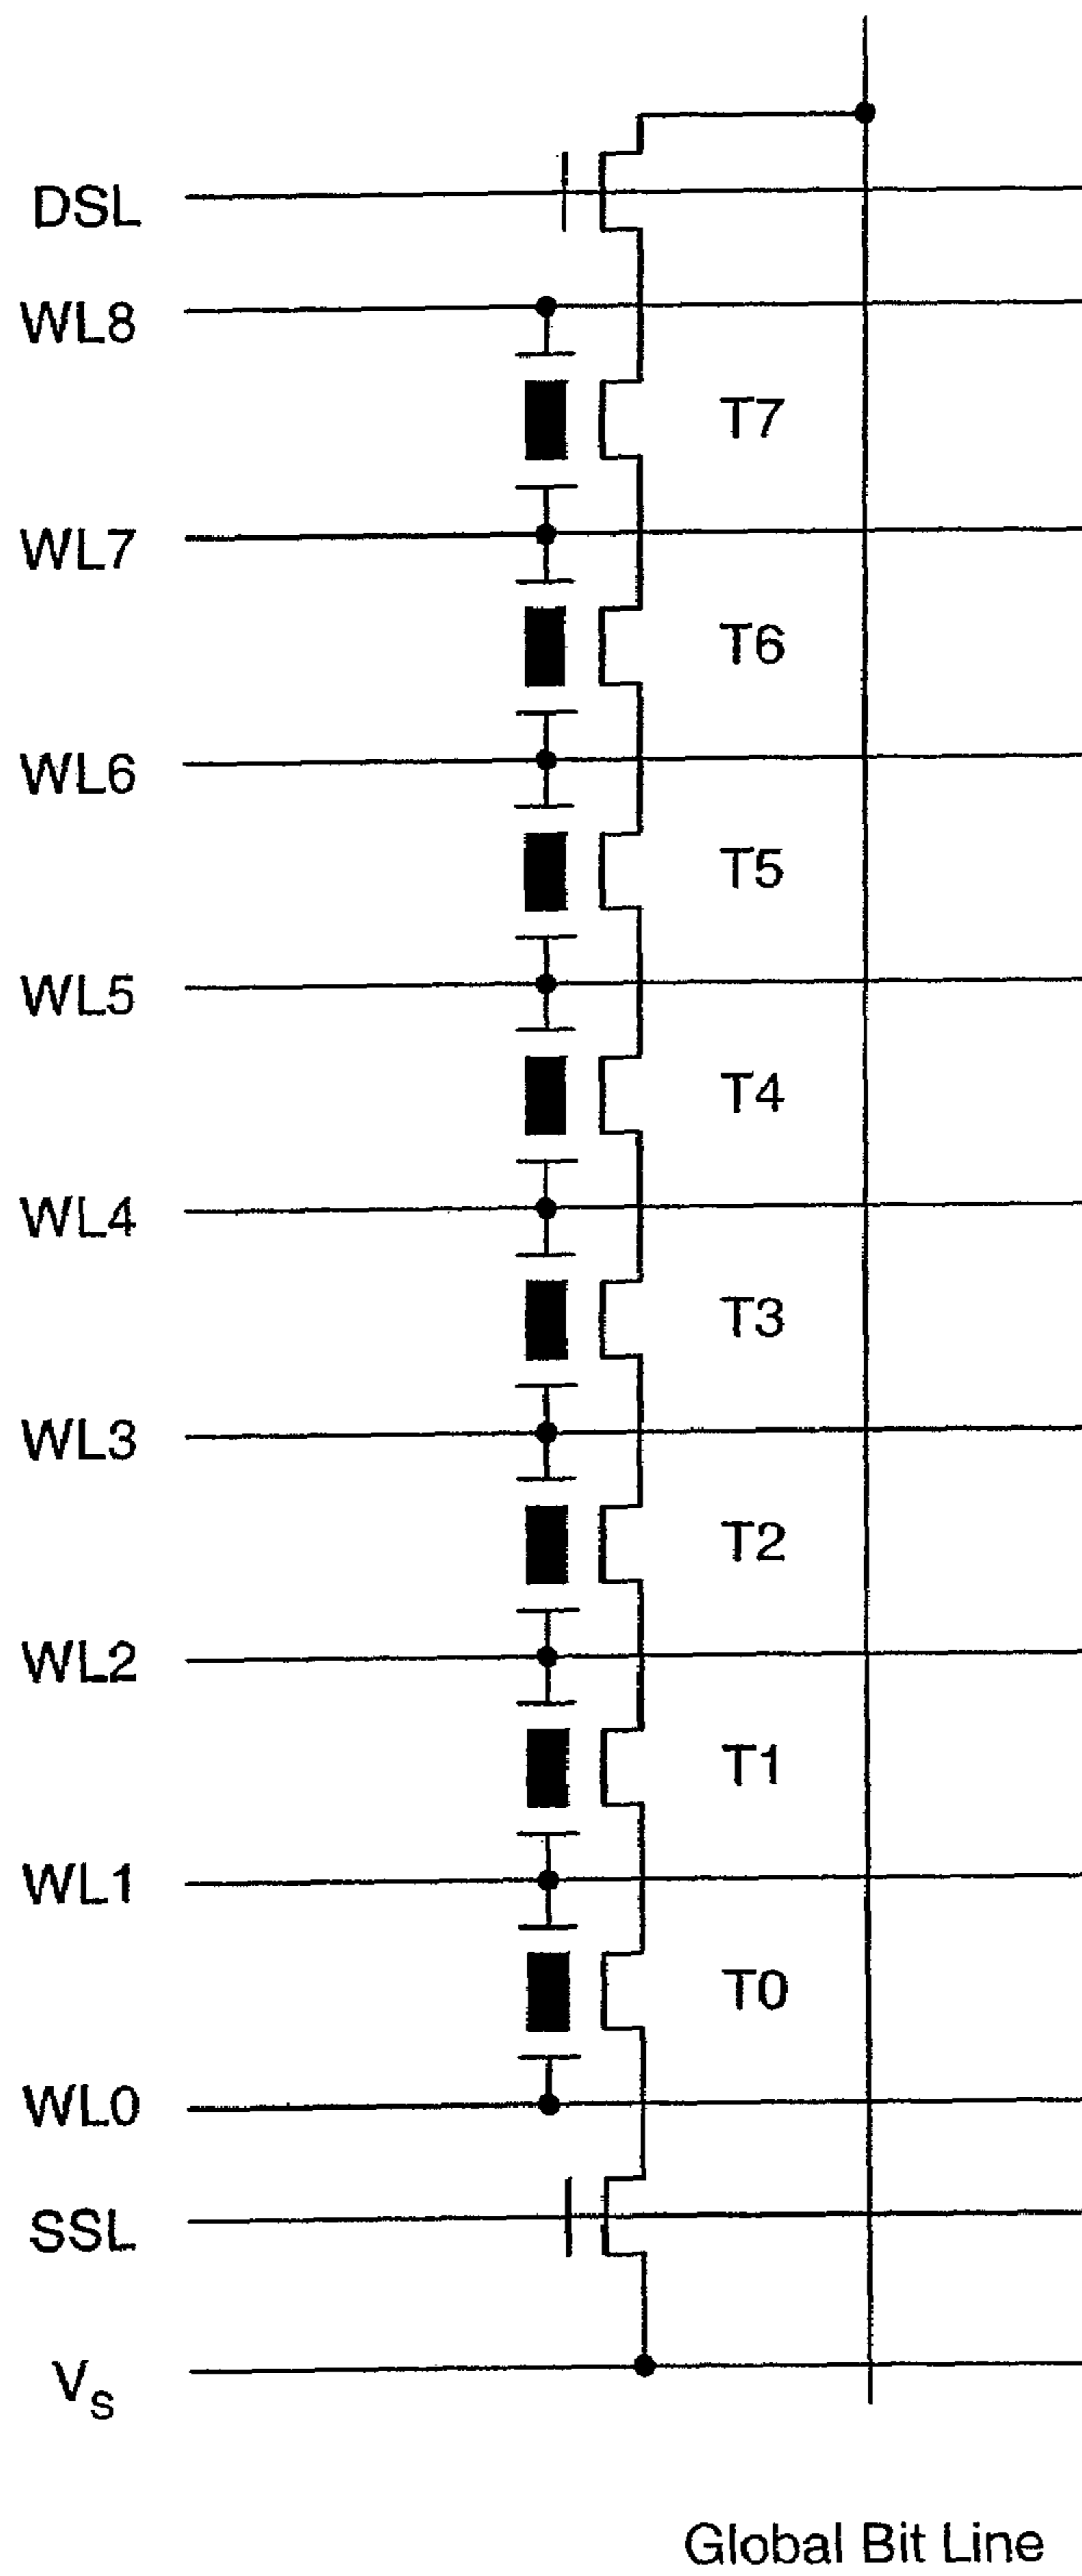 DSL
WL8
T7
WL7
T6
WL6
T5
WL5
T4
WL4
T3
WL3
T2
WL2
T1
WL1
T0
WL0
SSL
VS
Global Bit Line